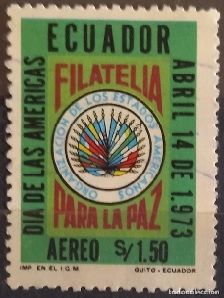 ECUADOR
DIA DE LAS AMERICAS
FILATELIA
ORGANIZACION DE LOS ESTADOS AMERICANOS
PARA LA PAZ
ABRIL 14 DE 1.973
AEREO S/1.50
IMP. EN EL I.G.M.
QUITO-ECUADOR
todocoleccion